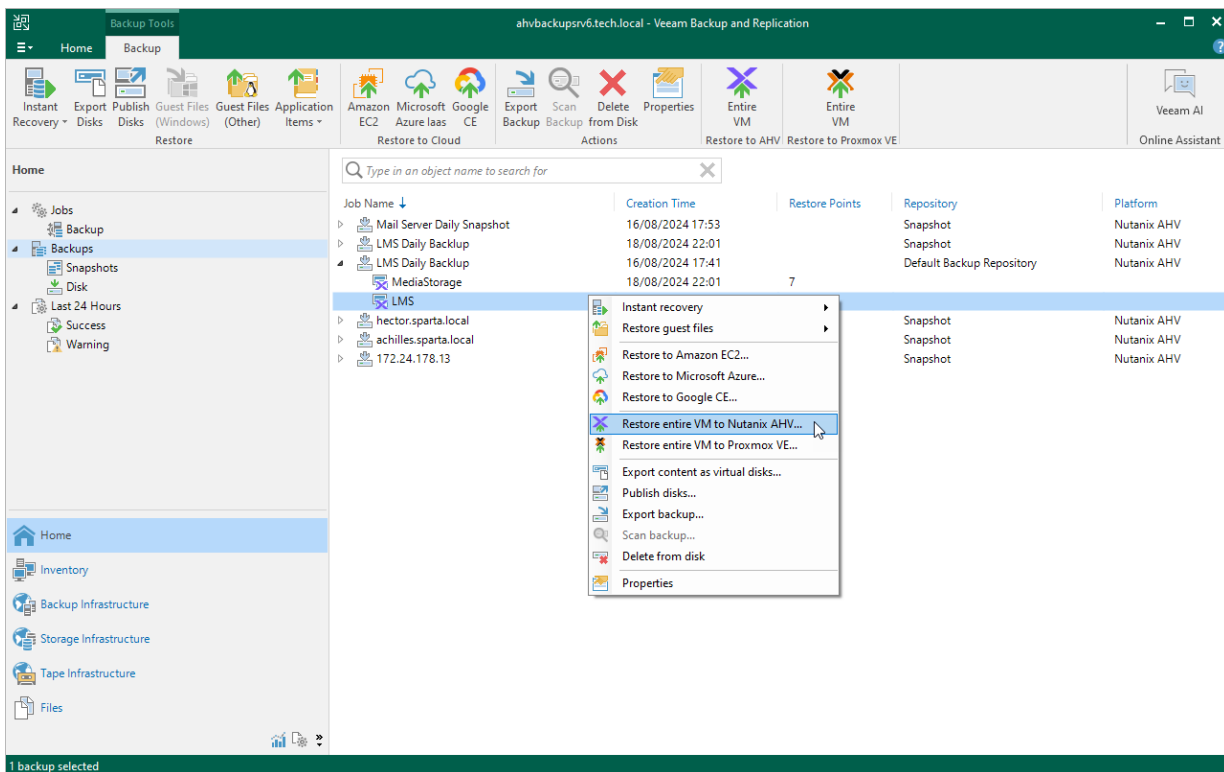 Backup Tools
ahvbackupsrv6.tech.local - Veeam Backup and Replication
Home Backup
Instant Recovery
Export Disks
Publish Disks
Guest Files (Windows)
Guest Files (Other)
Application Items
Restore
Amazon EC2
Microsoft Azure Iaas
Google CE
Restore to Cloud
Export Backup
Scan Backup
Delete from Disk
Properties
Actions
Entire VM
Restore to AHV
Entire VM
Restore to Proxmox VE
Veeam AI
Online Assistant
Home
Jobs
Backup
Backups
Snapshots
Disk
Last 24 Hours
Success
Warning
Home
Inventory
Backup Infrastructure
Storage Infrastructure
Tape Infrastructure
Files
Type in an object name to search for
Job Name Creation Time Restore Points Repository Platform
Mail Server Daily Snapshot 16/08/2024 17:53 Snapshot Nutanix AHV
LMS Daily Backlup 18/08/2024 22:01 Snapshot Nutanix AHV
LMS Daily Backlup 16/08/2024 17:41 Default Backup Repository Nutanix AHV
MediaStorage 18/08/2024 22:01 7
LMS
hector.sparta.local Snapshot Nutanix AHV
achilles.sparta.local Snapshot Nutanix AHV
172.24.178.13 Snapshot Nutanix AHV
Instant recovery
Restore guest files
Restore to Amazon EC2...
Restore to Microsoft Azure...
Restore to Google CE...
Restore entire VM to Nutanix AHV...
Restore entire VM to Proxmox VE...
Export content as virtual disks...
Publish disks...
Export backup...
Scan backup...
Delete from disk
Properties
1 backup selected